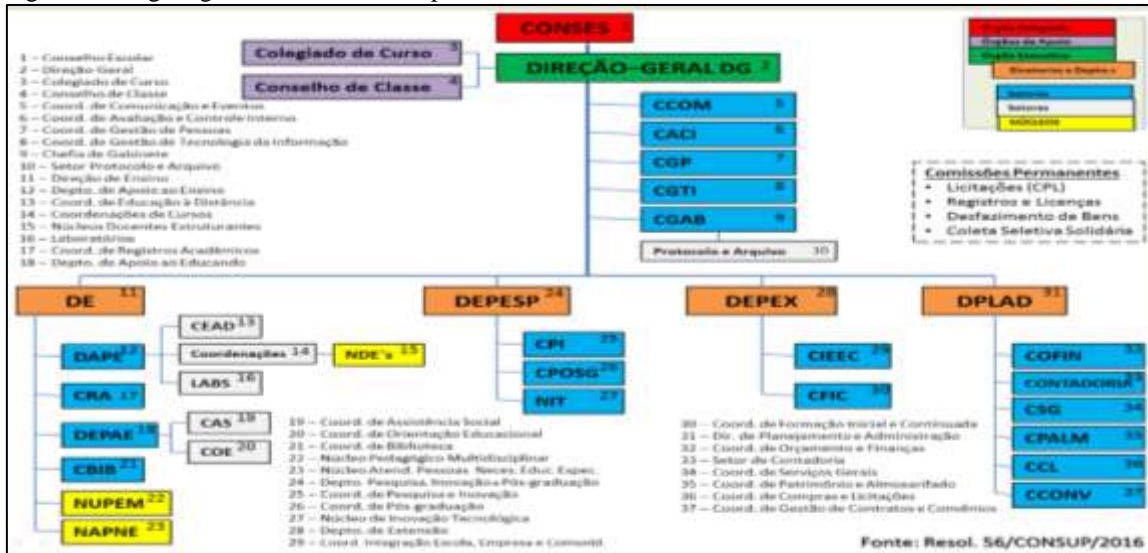 CONSES 1
Colegiado de Curso 3
Conselho de Classe 4
DIREÇÃO-GERAL DG 2
1 – Conselho Escolar
2 – Direção-Geral
3 – Colegiado de Curso
4 – Conselho de Classe
5 – Coord. de Comunicação e Eventos
6 – Coord. de Avaliação e Controle Interno
7 – Coord. de Gestão de Pessoas
8 – Coord. de Gestão de Tecnologia da Informação
9 – Chefia de Gabinete
10 – Setor Protocolo e Arquivo
11 – Direção de Ensino
12 – Depto. de Apoio ao Ensino
13 – Coord. de Educação à Distância
14 – Coordenações de Cursos
15 – Núcleos Docentes Estruturantes
16 – Laboratórios
17 – Coord. de Registros Acadêmicos
18 – Depto. de Apoio ao Educando
CCOM 5
CACI 6
CGP 7
CGTI 8
CGAB 9
Protocolo e Arquivo 10
Diretorias e Depto.s
Setores
Setores
Comissões Permanentes
• Licitações (CPL)
• Registros e Licenças
• Desfazimento de Bens
• Coleta Seletiva Solidária
DE 11
DEPESP 24
DEPEX 28
DPLAD 31
DAPE 12
CEAD 13
Coordenações 14
NDE's 15
LABS 16
CRA 17
DEPAE 18
CAS 19
COE 20
CBIB 21
NUPEM 22
NAPNE 23
CPI 25
CPOSG 26
NIT 27
CIEEC 29
CFIC 30
COFIN 32
CONTADORIA 33
CSG 34
CPALM 35
CCL 36
CCONV 37
19 – Coord. de Assistência Social
20 – Coord. de Orientação Educacional
21 – Coord. de Biblioteca
22 – Núcleo Pedagógico Multidisciplinar
23 – Núcleo Atend. Pessoas Neces. Educ. Espec.
24 – Depto. Pesquisa, Inovação e Pós-graduação
25 – Coord. de Pesquisa e Inovação
26 – Coord. de Pós-graduação
27 – Núcleo de Inovação Tecnológica
28 – Depto. de Extensão
29 – Coord. Integração Escola, Empresa e Comunid.
30 – Coord. de Formação Inicial e Continuada
31 – Dir. de Planejamento e Administração
32 – Coord. de Orçamento e Finanças
33 – Setor de Contadoria
34 – Coord. de Serviços Gerais
35 – Coord. de Patrimônio e Almoxarifado
36 – Coord. de Compras e Licitações
37 – Coord. de Gestão de Contratos e Convênios
Fonte: Resol. 56/CONSUP/2016